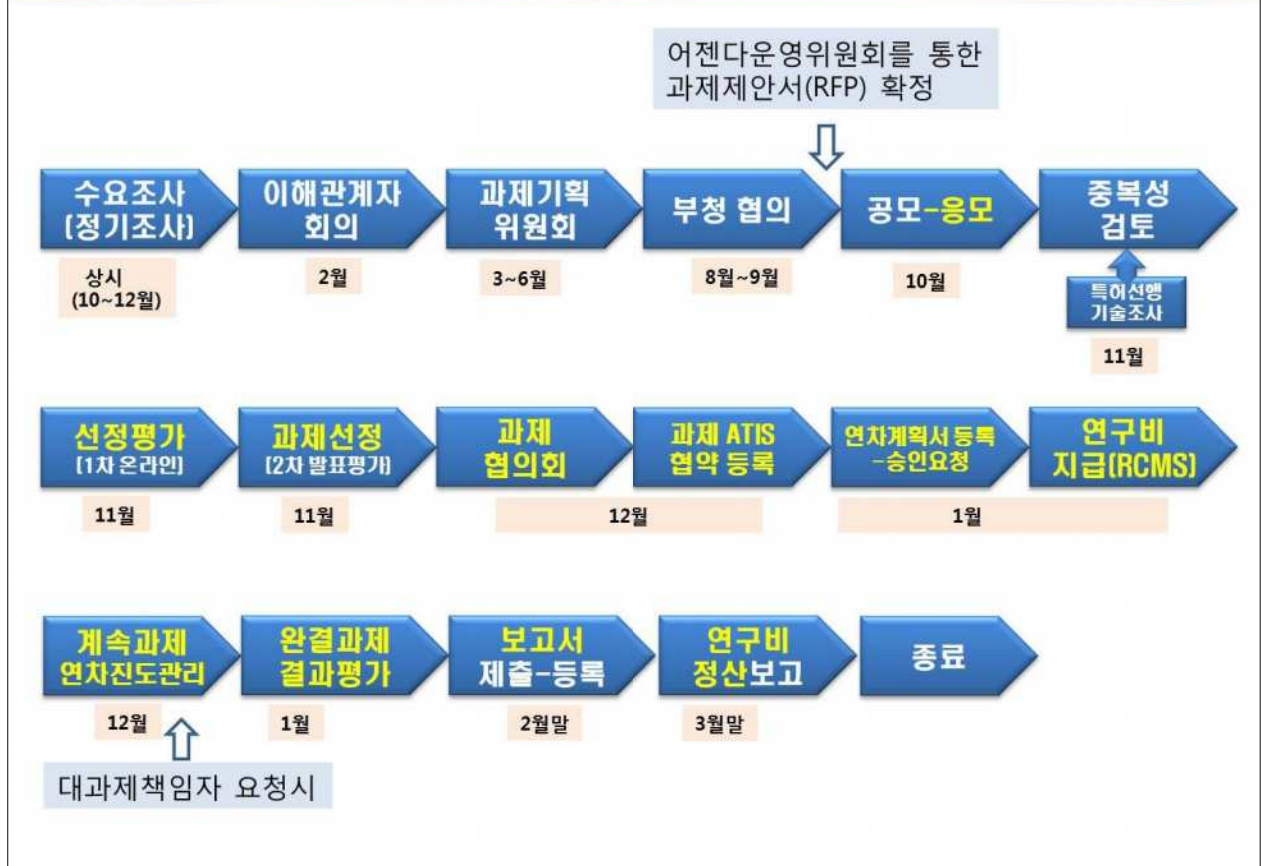 어젠다운영위원회를 통한
과제제안서(RFP) 확정
수요조사
(정기조사)
이해관계자
회의
과제기획
위원회
부청 협의
공모-응모
중복성
검토
상시
(10~12월)
2월
3~6월
8월~9월
10월
특허선행
기술조사
11월
선정평가
(1차 온라인)
과제선정
(2차 발표평가)
과제
협의회
과제 ATIS
협약 등록
연차계획서 등록
-승인요청
연구비
지급(RCMS)
11월
11월
12월
1월
계속과제
연차진도관리
완결과제
결과평가
보고서
제출-등록
연구비
정산보고
종료
12월
1월
2월말
3월말
대과제책임자 요청시